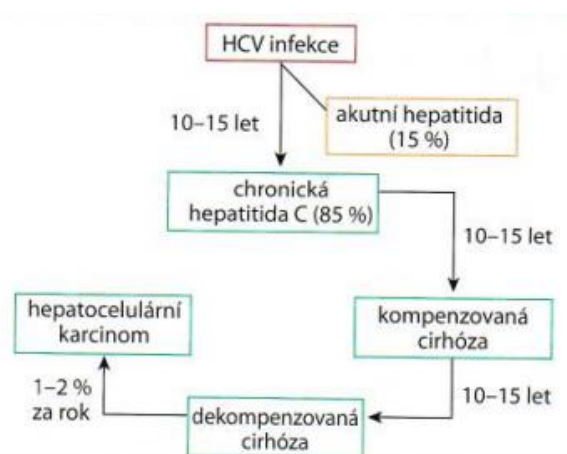 HCV infekce
10–15 let
akutní hepatitida
(15 %)
chronická
hepatitida C (85 %)
10–15 let
hepatocelulární
karcinom
kompenzovaná
cirhóza
1–2 %
za rok
10–15 let
dekompenzovaná
cirhóza